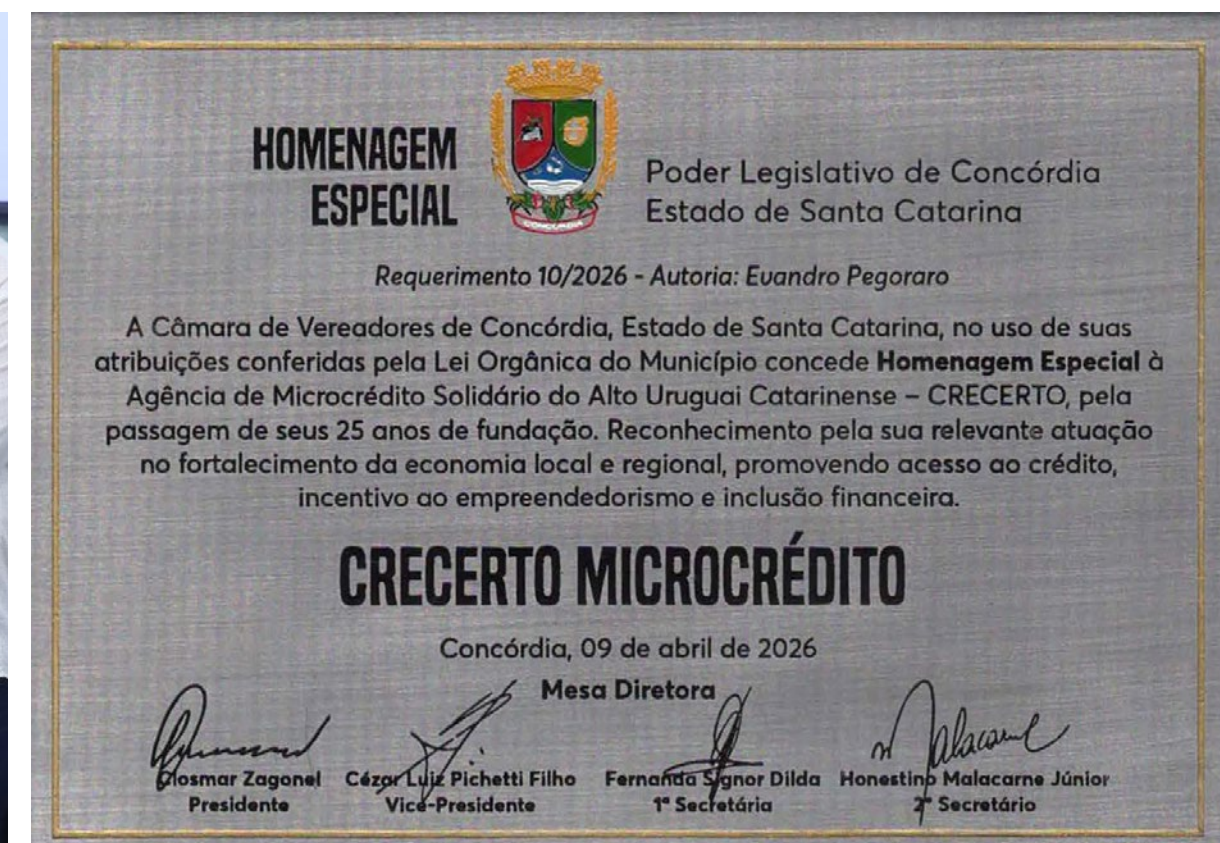 HOMENAGEM
ESPECIAL
CONCÓRDIA
Poder Legislativo de Concórdia
Estado de Santa Catarina
Requerimento 10/2026 - Autoria: Evandro Pegoraro
A Câmara de Vereadores de Concórdia, Estado de Santa Catarina, no uso de suas
atribuições conferidas pela Lei Orgânica do Município concede Homenagem Especial à
Agência de Microcrédito Solidário do Alto Uruguai Catarinense – CRECERTO, pela
passagem de seus 25 anos de fundação. Reconhecimento pela sua relevante atuação
no fortalecimento da economia local e regional, promovendo acesso ao crédito,
incentivo ao empreendedorismo e inclusão financeira.
CRECERTO MICROCRÉDITO
Concórdia, 09 de abril de 2026
Mesa Diretora
Closmar Zagonel Cézar Luiz Pichetti Filho Fernanda Signor Dilda Honestino Malacarne Júnior
Presidente Vice-Presidente 1ª Secretária 2º Secretário